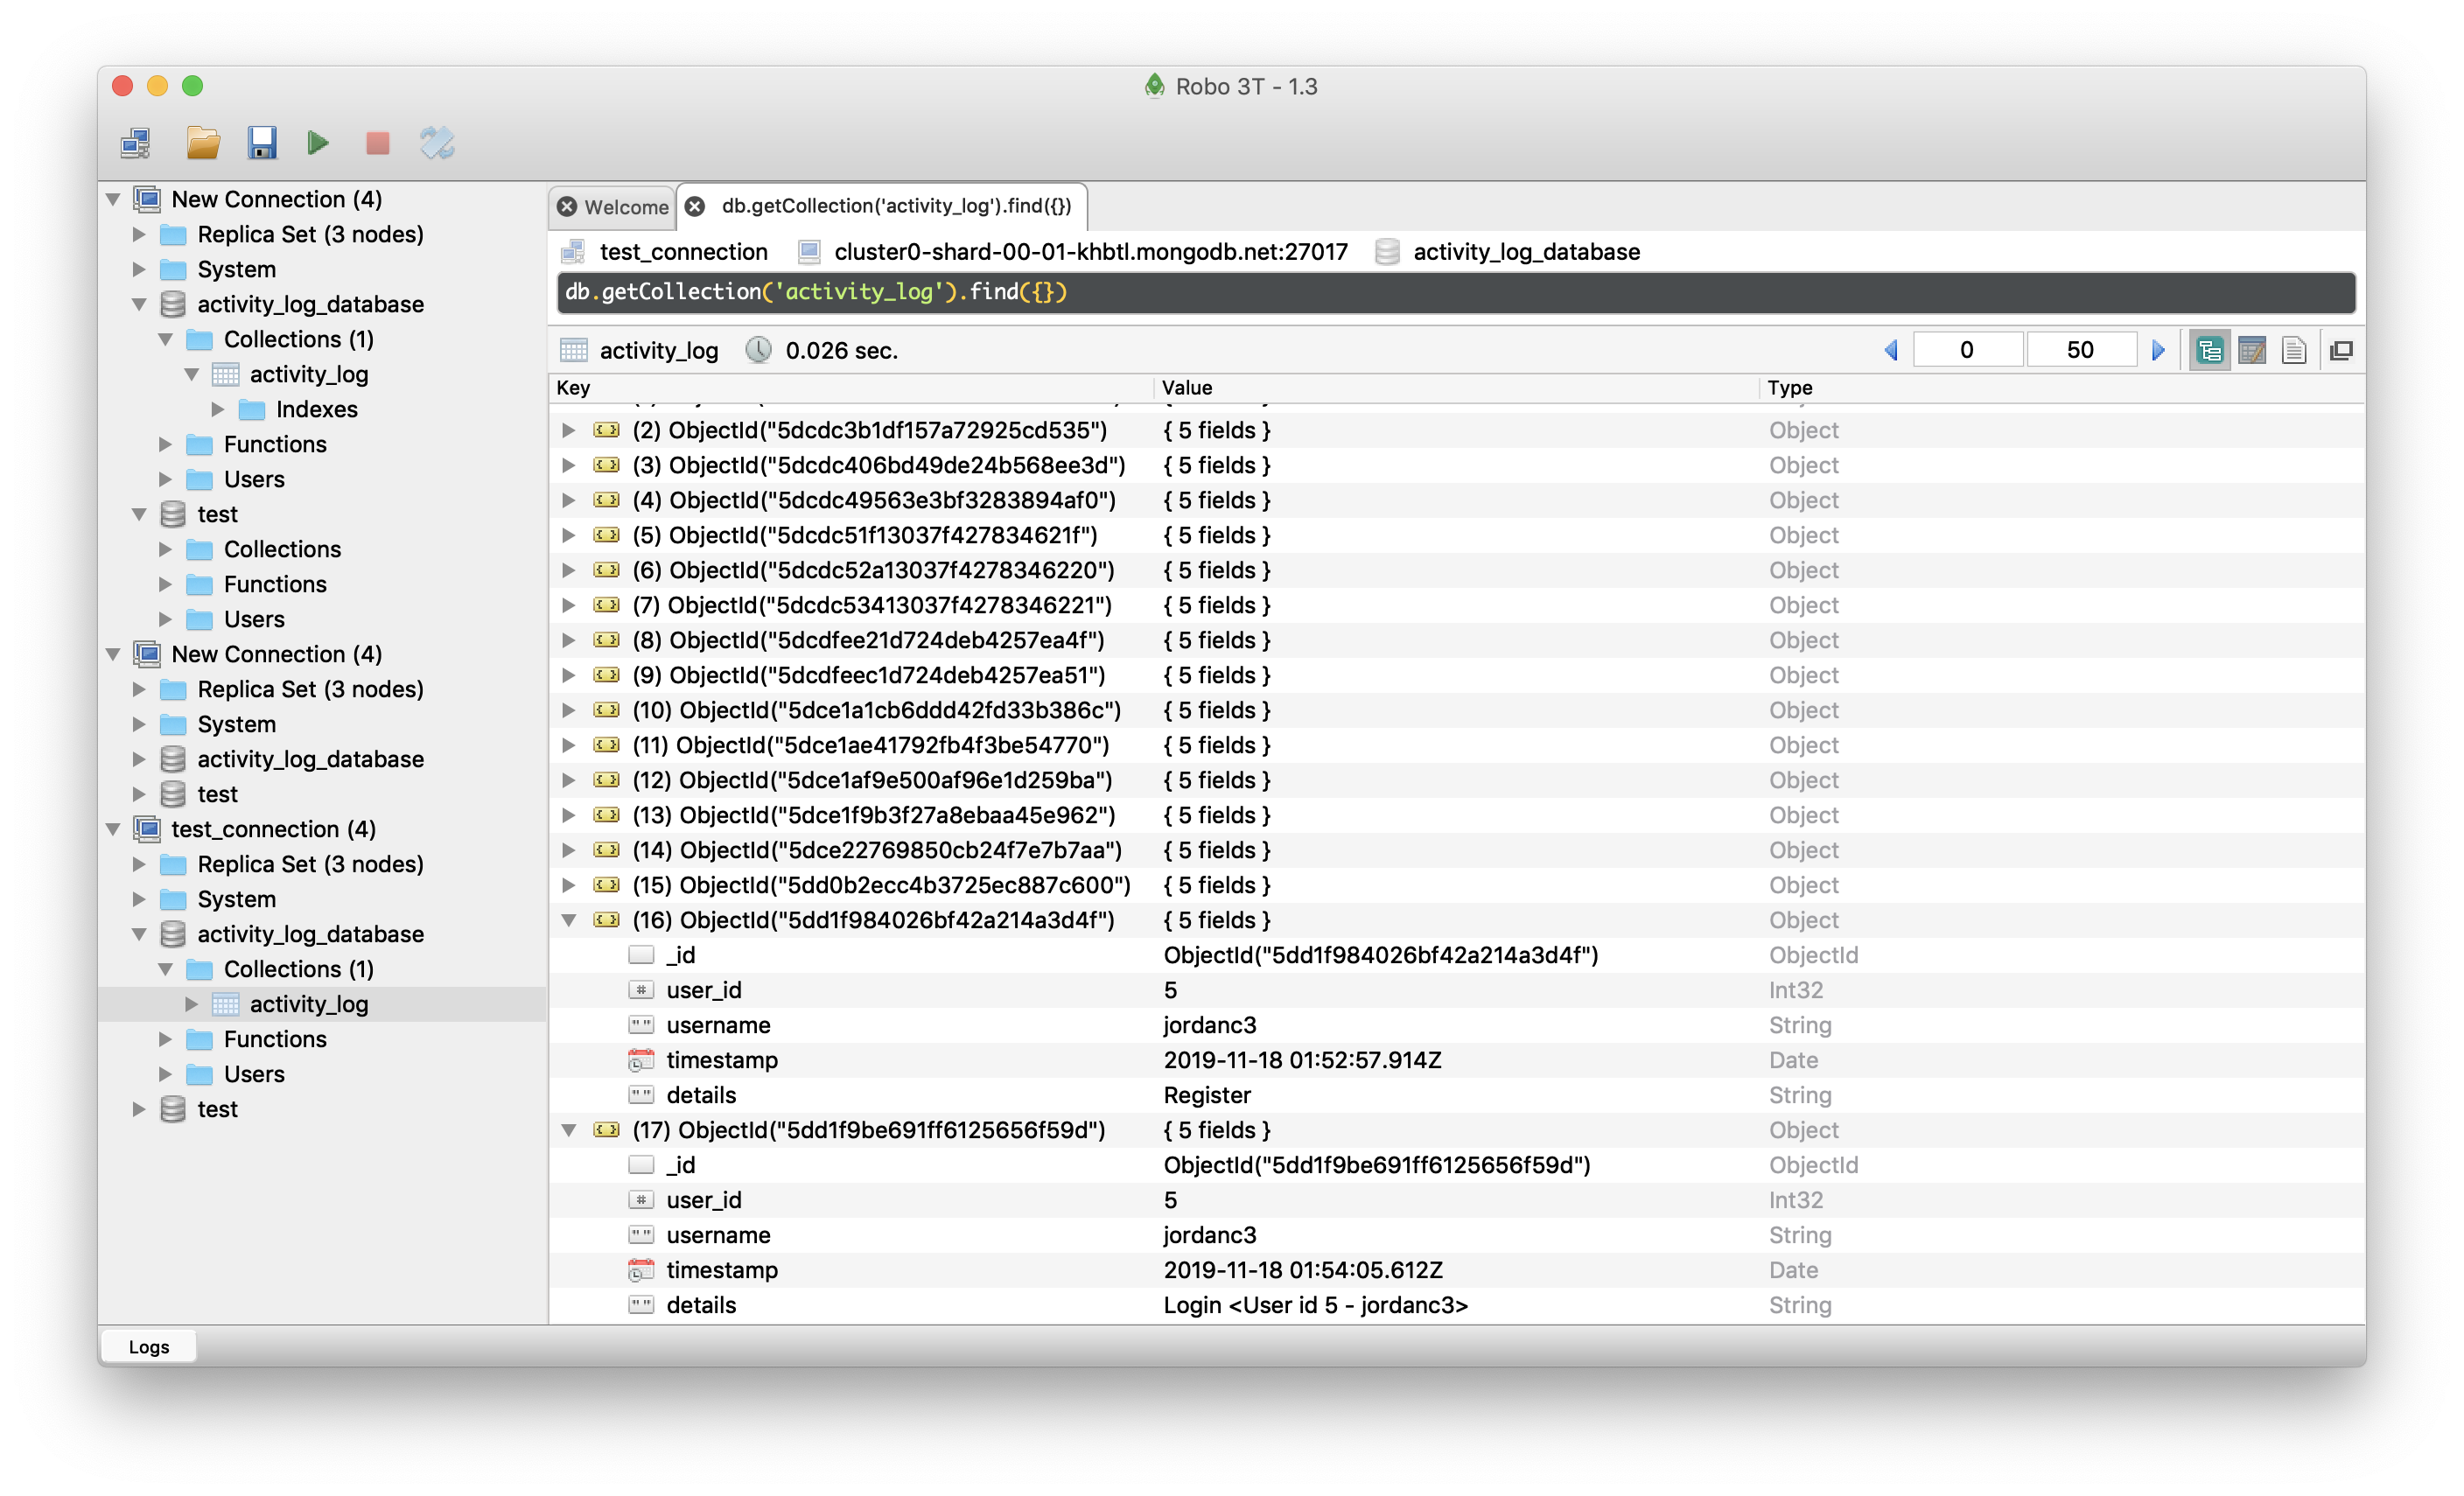 Robo 3T - 1.3
New Connection (4)
Replica Set (3 nodes)
System
activity_log_database
Collections (1)
activity_log
Indexes
Functions
Users
test
Collections
Functions
Users
New Connection (4)
Replica Set (3 nodes)
System
activity_log_database
test
test_connection (4)
Replica Set (3 nodes)
System
activity_log_database
Collections (1)
activity_log
Functions
Users
test
Welcome db.getCollection('activity_log').find({})
test_connection cluster0-shard-00-01-khbtl.mongodb.net:27017 activity_log_database
db.getCollection('activity_log').find({})
activity_log 0.026 sec. 0 50
Key Value Type
(2) ObjectId("5dcdc3b1df157a72925cd535") { 5 fields } Object
(3) ObjectId("5dcdc406bd49de24b568ee3d") { 5 fields } Object
(4) ObjectId("5dcdc49563e3bf3283894af0") { 5 fields } Object
(5) ObjectId("5dcdc51f13037f427834621f") { 5 fields } Object
(6) ObjectId("5dcdc52a13037f4278346220") { 5 fields } Object
(7) ObjectId("5dcdc53413037f4278346221") { 5 fields } Object
(8) ObjectId("5dcdfee21d724deb4257ea4f") { 5 fields } Object
(9) ObjectId("5dcdfeec1d724deb4257ea51") { 5 fields } Object
(10) ObjectId("5dce1a1cb6ddd42fd33b386c") { 5 fields } Object
(11) ObjectId("5dce1ae41792fb4f3be54770") { 5 fields } Object
(12) ObjectId("5dce1af9e500af96e1d259ba") { 5 fields } Object
(13) ObjectId("5dce1f9b3f27a8ebaa45e962") { 5 fields } Object
(14) ObjectId("5dce22769850cb24f7e7b7aa") { 5 fields } Object
(15) ObjectId("5dd0b2ecc4b3725ec887c600") { 5 fields } Object
(16) ObjectId("5dd1f984026bf42a214a3d4f") { 5 fields } Object
_id ObjectId("5dd1f984026bf42a214a3d4f") ObjectId
user_id 5 Int32
username jordanc3 String
timestamp 2019-11-18 01:52:57.914Z Date
details Register String
(17) ObjectId("5dd1f9be691ff6125656f59d") { 5 fields } Object
_id ObjectId("5dd1f9be691ff6125656f59d") ObjectId
user_id 5 Int32
username jordanc3 String
timestamp 2019-11-18 01:54:05.612Z Date
details Login <User id 5 - jordanc3> String
Logs